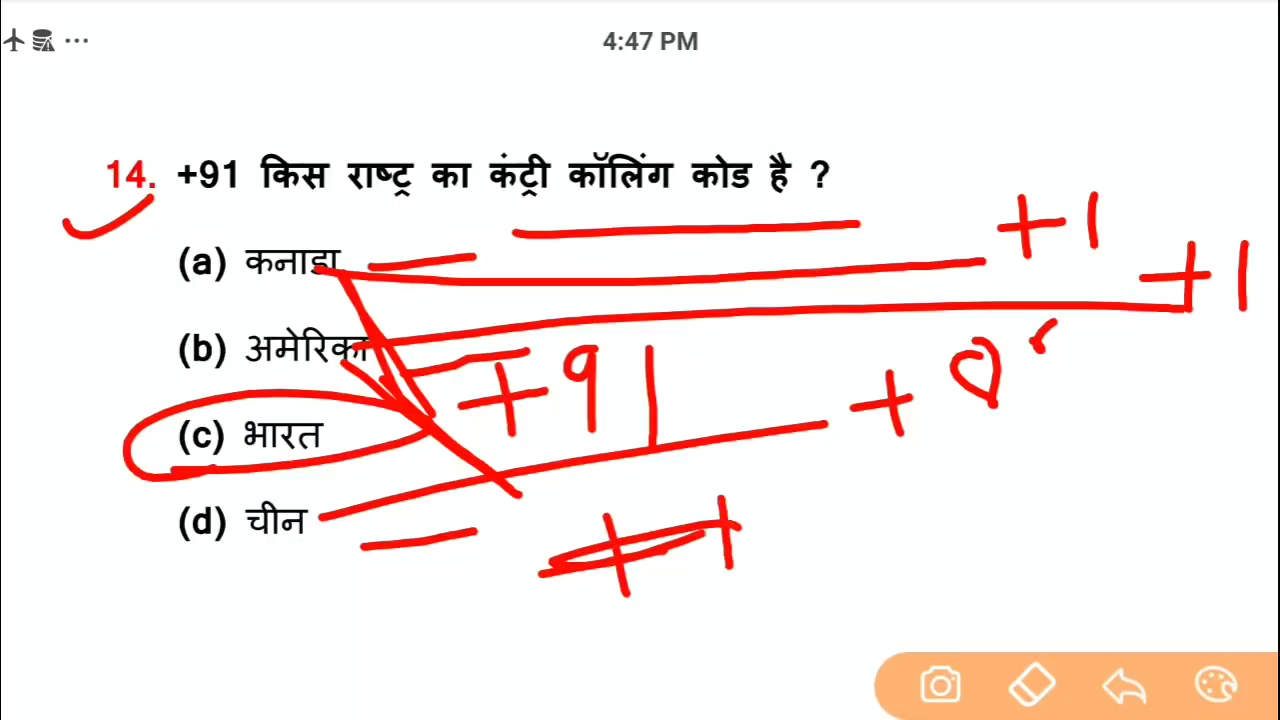 4:47 PM
14. +91 किस राष्ट्र का कंट्री कॉलिंग कोड है ?
(a) कनाडा +1
(b) अमेरिका +1
(c) भारत +91
(d) चीन +